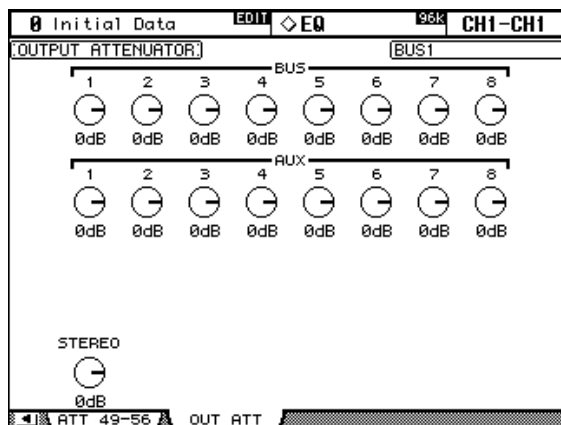 0 Initial Data EDIT ◇EQ 96k CH1-CH1
OUTPUT ATTENUATOR BUS1
BUS
1 2 3 4 5 6 7 8
0dB 0dB 0dB 0dB 0dB 0dB 0dB 0dB
AUX
1 2 3 4 5 6 7 8
0dB 0dB 0dB 0dB 0dB 0dB 0dB 0dB
STEREO
0dB
ATT 49-56 OUT ATT